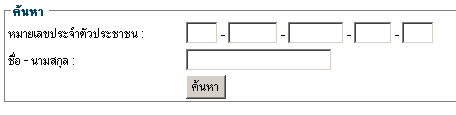 ค้นหา
หมายเลขประจำตัวประชาชน : - - - -
ชื่อ - นามสกุล :
ค้นหา